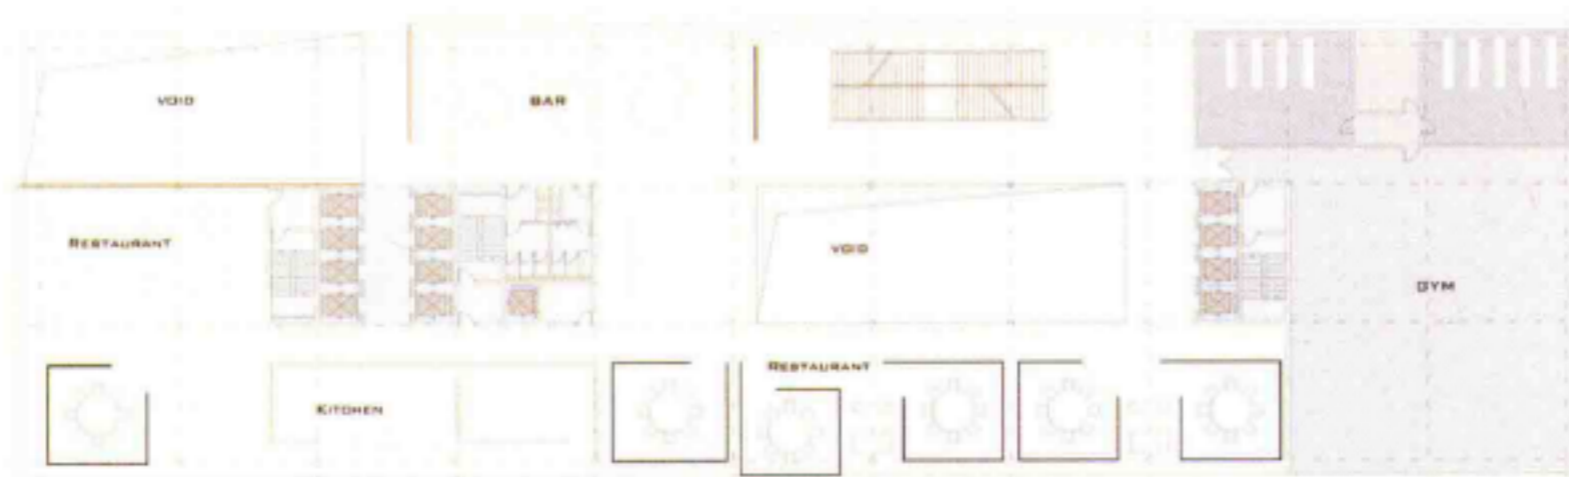 VOID
BAR
RESTAURANT
VOID
GYM
RESTAURANT
KITCHEN